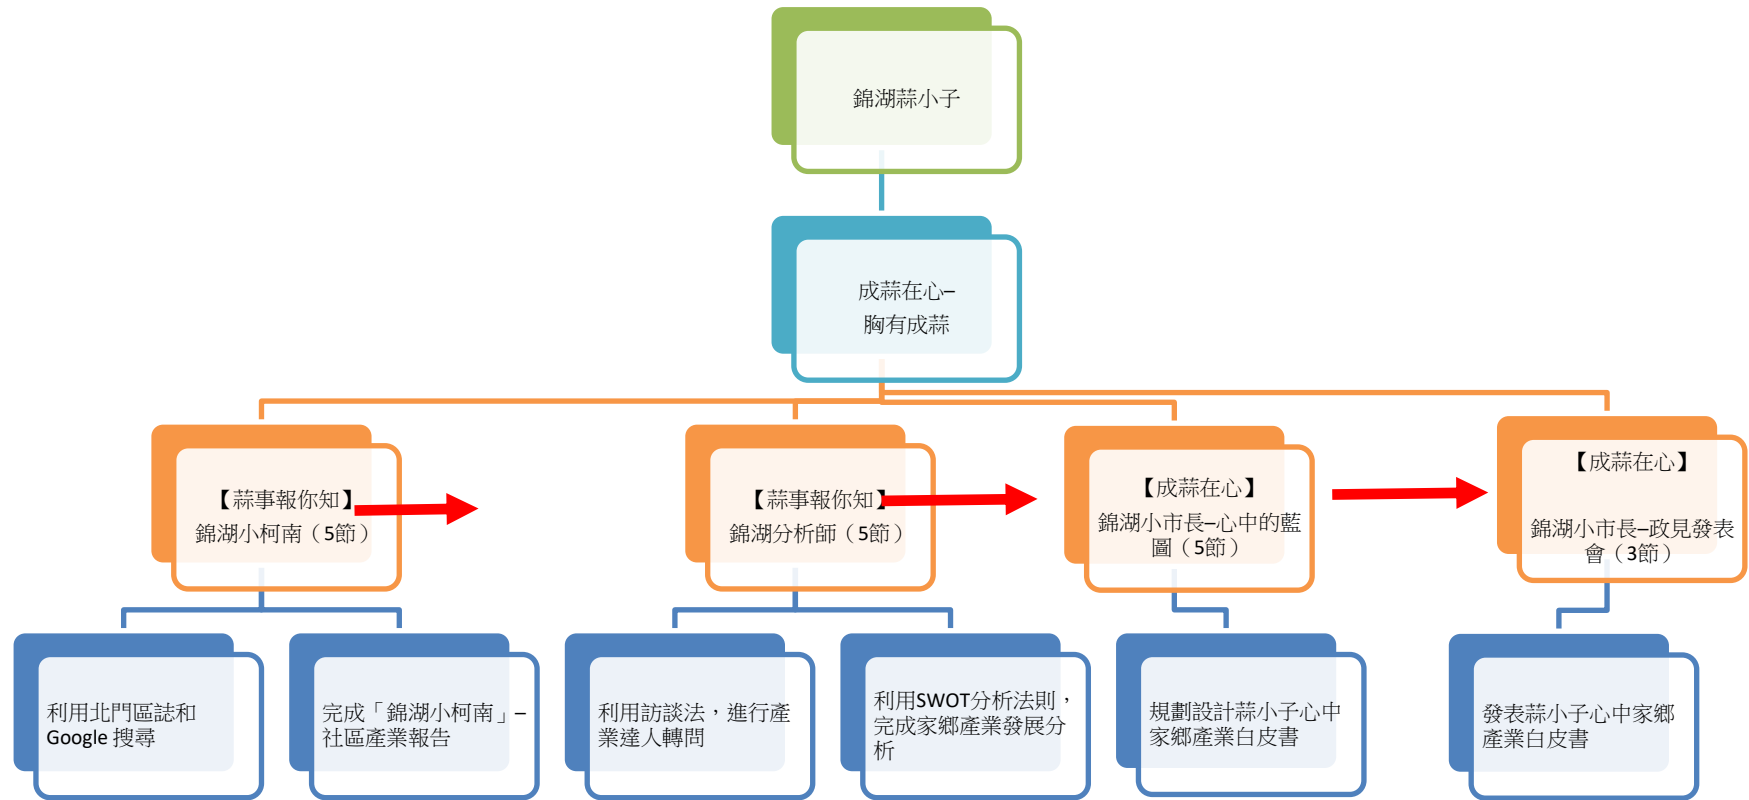 錦湖蒜小子
成蒜在心–
胸有成蒜
【蒜事報你知】
錦湖小柯南（5節）
【蒜事報你知】
錦湖分析師（5節）
【成蒜在心】
錦湖小市長–心中的藍
圖（5節）
【成蒜在心】
錦湖小市長–政見發表
會（3節）
利用北門區誌和
Google 搜尋
完成「錦湖小柯南」–
社區產業報告
利用訪談法，進行產
業達人轉問
利用SWOT分析法則，
完成家鄉產業發展分
析
規劃設計蒜小子心中
家鄉產業白皮書
發表蒜小子心中家鄉
產業白皮書